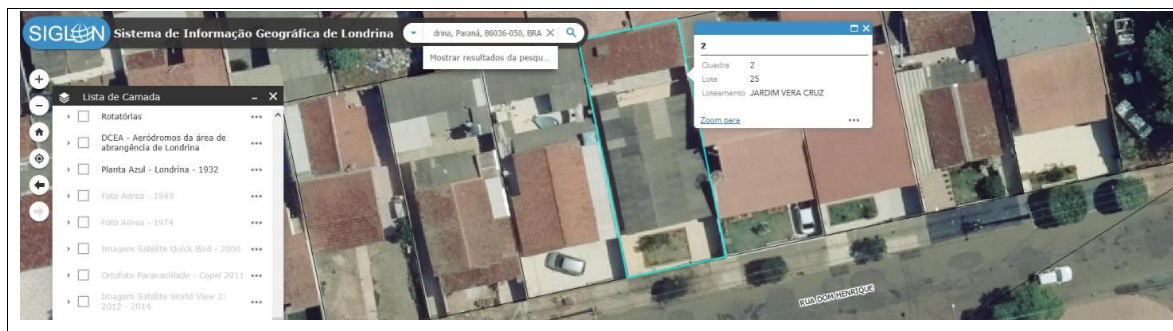 SIGLON Sistema de Informação Geográfica de Londrina
drina, Paraná, 86036-050, BRA
Mostrar resultados da pesqu...
Lista de Camada
Rotatórias
DCEA - Aeródromos da área de
abrangência de Londrina
Planta Azul - Londrina - 1932
Foto Aérea - 1949
Foto Aérea - 1974
Imagem Satélite Quick Bird - 2006
Ortofoto Paranacidade - Copel 2011
Imagem Satélite World View 2:
2012 - 2014
2
Quadra 2
Lote 25
Loteamento JARDIM VERA CRUZ
Zoom para
RUA DOM HENRIQUE